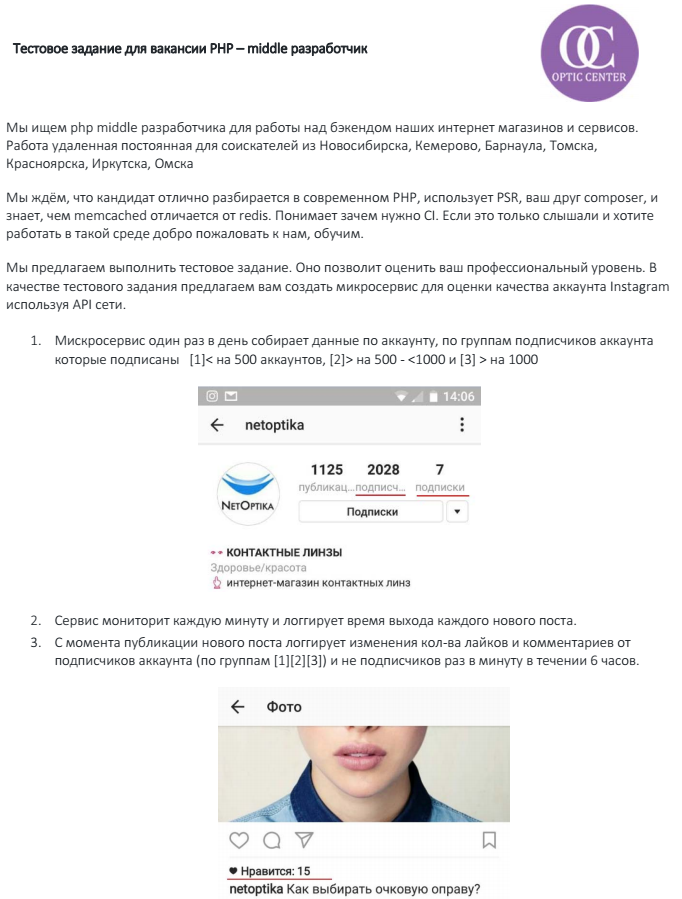 Тестовое задание для вакансии PHP – middle разработчик
OC
OPTIC CENTER
Мы ищем php middle разработчика для работы над бэкендом наших интернет магазинов и сервисов.
Работа удаленная постоянная для соискателей из Новосибирска, Кемерово, Барнаула, Томска,
Красноярска, Иркутска, Омска
Мы ждём, что кандидат отлично разбирается в современном PHP, использует PSR, ваш друг composer, и
знает, чем memcached отличается от redis. Понимает зачем нужно CI. Если это только слышали и хотите
работать в такой среде добро пожаловать к нам, обучим.
Мы предлагаем выполнить тестовое задание. Оно позволит оценить ваш профессиональный уровень. В
качестве тестового задания предлагаем вам создать микросервис для оценки качества аккаунта Instagram
используя API сети.
1. Мискросервис один раз в день собирает данные по аккаунту, по группам подписчиков аккаунта
которые подписаны [1]< на 500 аккаунтов, [2]> на 500 - <1000 и [3] > на 1000
14:06
netoptika
1125 2028 7
публикац... подписч... подписки
NETOPTIKA
Подписки
КОНТАКТНЫЕ ЛИНЗЫ
Здоровье/красота
интернет-магазин контактных линз
2. Сервис мониторит каждую минуту и логгирует время выхода каждого нового поста.
3. С момента публикации нового поста логгирует изменения кол-ва лайков и комментариев от
подписчиков аккаунта (по группам [1][2][3]) и не подписчиков раз в минуту в течении 6 часов.
Фото
Нравится: 15
netoptika Как выбирать очковую оправу?